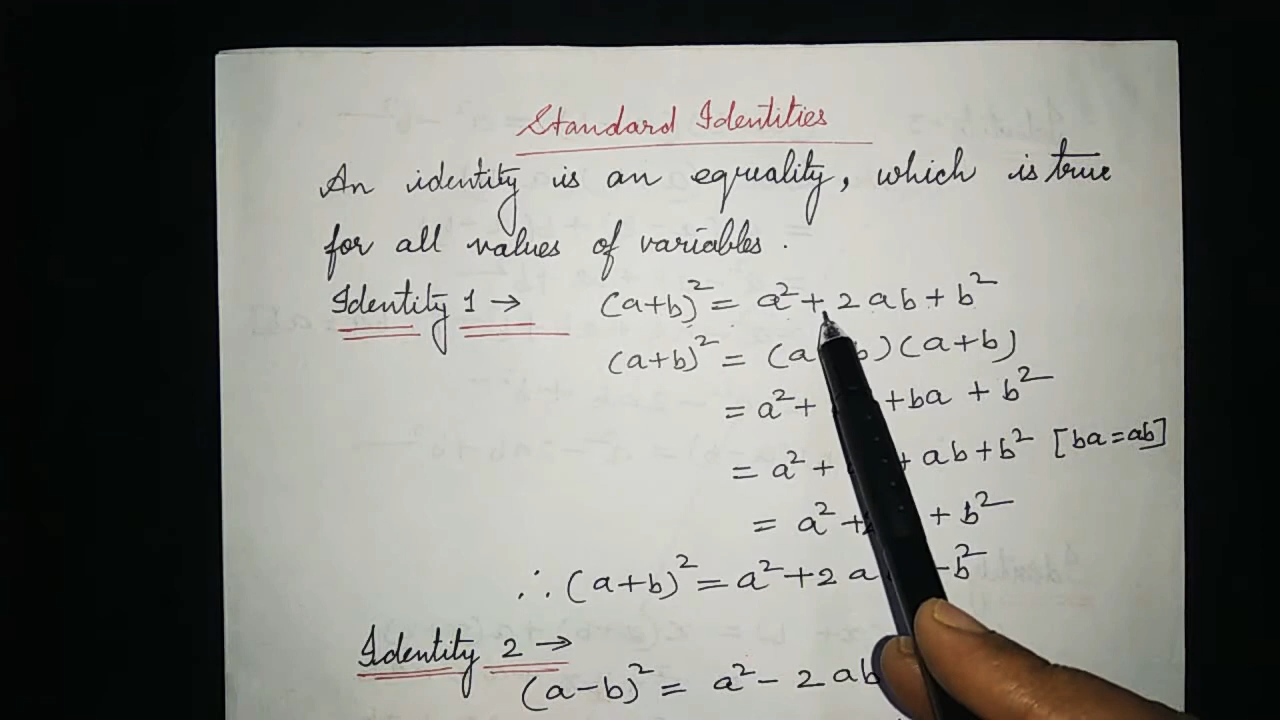 Standard Identities
An identity is an equality, which is true
for all values of variables.
Identity 1 → (a+b)² = a² + 2ab + b²
(a+b)² = (a b)(a+b)
= a² + +ba + b²
= a² + + ab + b² [ba = ab]
= a² + + b²
∴ (a+b)² = a² + 2a b²
Identity 2 →
(a-b)² = a² - 2ab